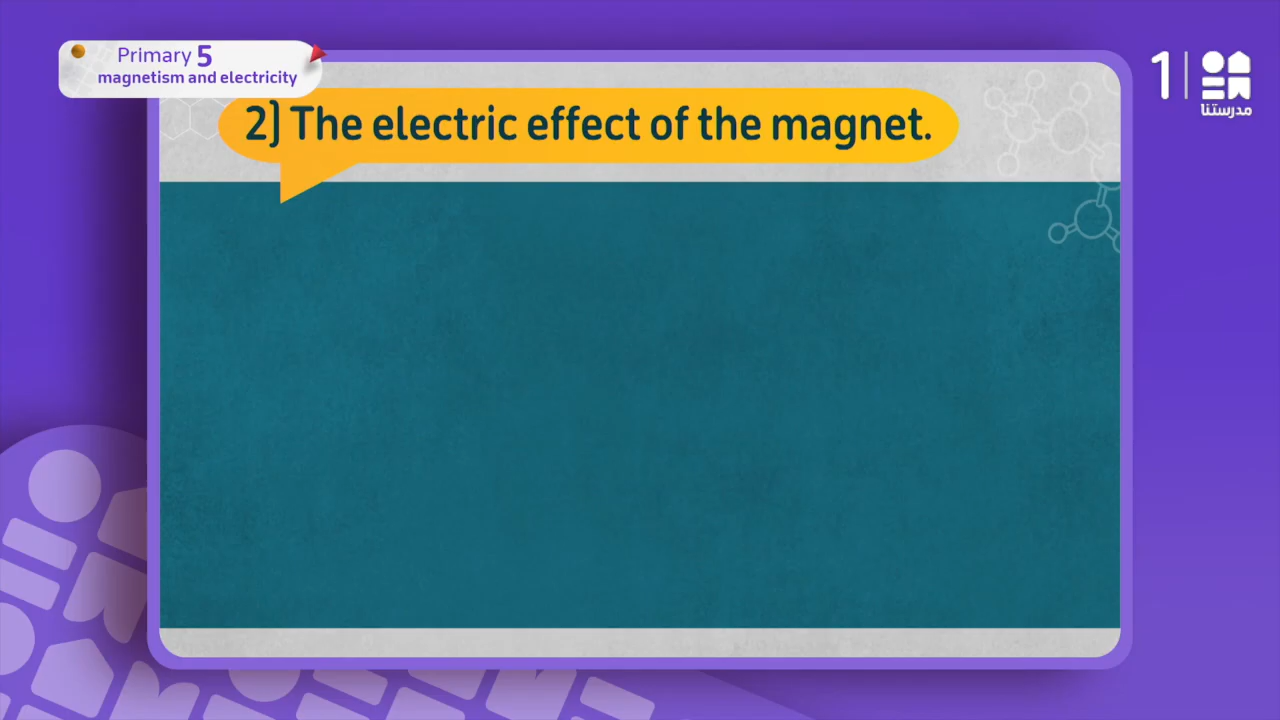 Primary 5
magnetism and electricity
2) The electric effect of the magnet.
1
مدرستنا